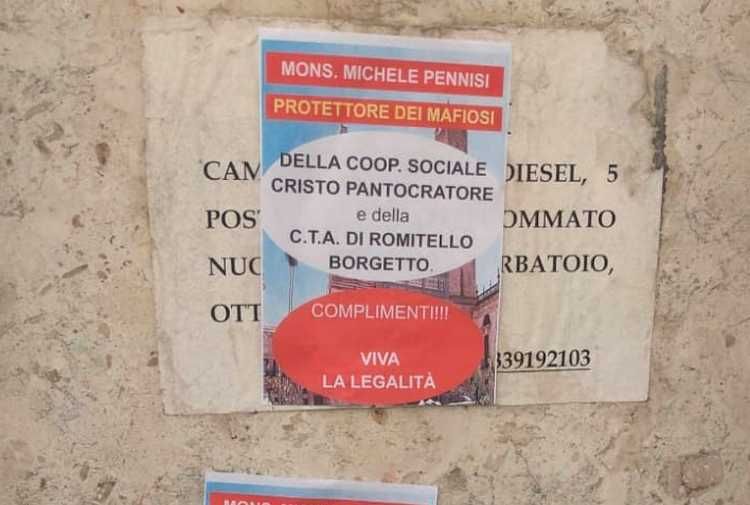 MONS. MICHELE PENNISI
PROTETTORE DEI MAFIOSI
DELLA COOP. SOCIALE
CRISTO PANTOCRATORE
e della
C.T.A. DI ROMITELLO
BORGETTO.
COMPLIMENTI!!!
VIVA
LA LEGALITÀ
CAM DIESEL, 5
POST OMMATO
NUO RBATOIO,
OTT
339192103